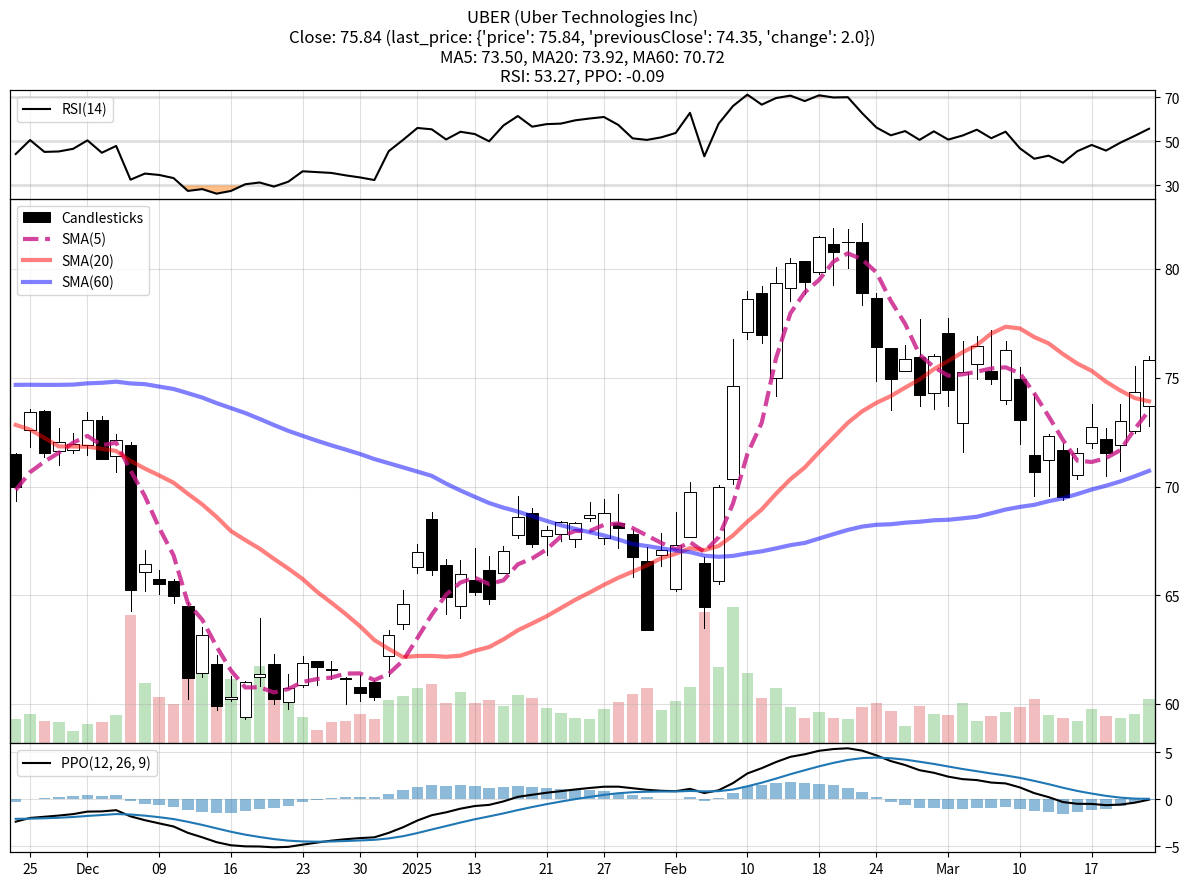 UBER (Uber Technologies Inc)
Close: 75.84 (last_price: {'price': 75.84, 'previousClose': 74.35, 'change': 2.0})
MA5: 73.50, MA20: 73.92, MA60: 70.72
RSI: 53.27, PPO: -0.09
RSI(14)
70
50
30
Candlesticks
SMA(5)
SMA(20)
SMA(60)
80
75
70
65
60
PPO(12, 26, 9)
5
0
−5
25 Dec 09 16 23 30 2025 13 21 27 Feb 10 18 24 Mar 10 17